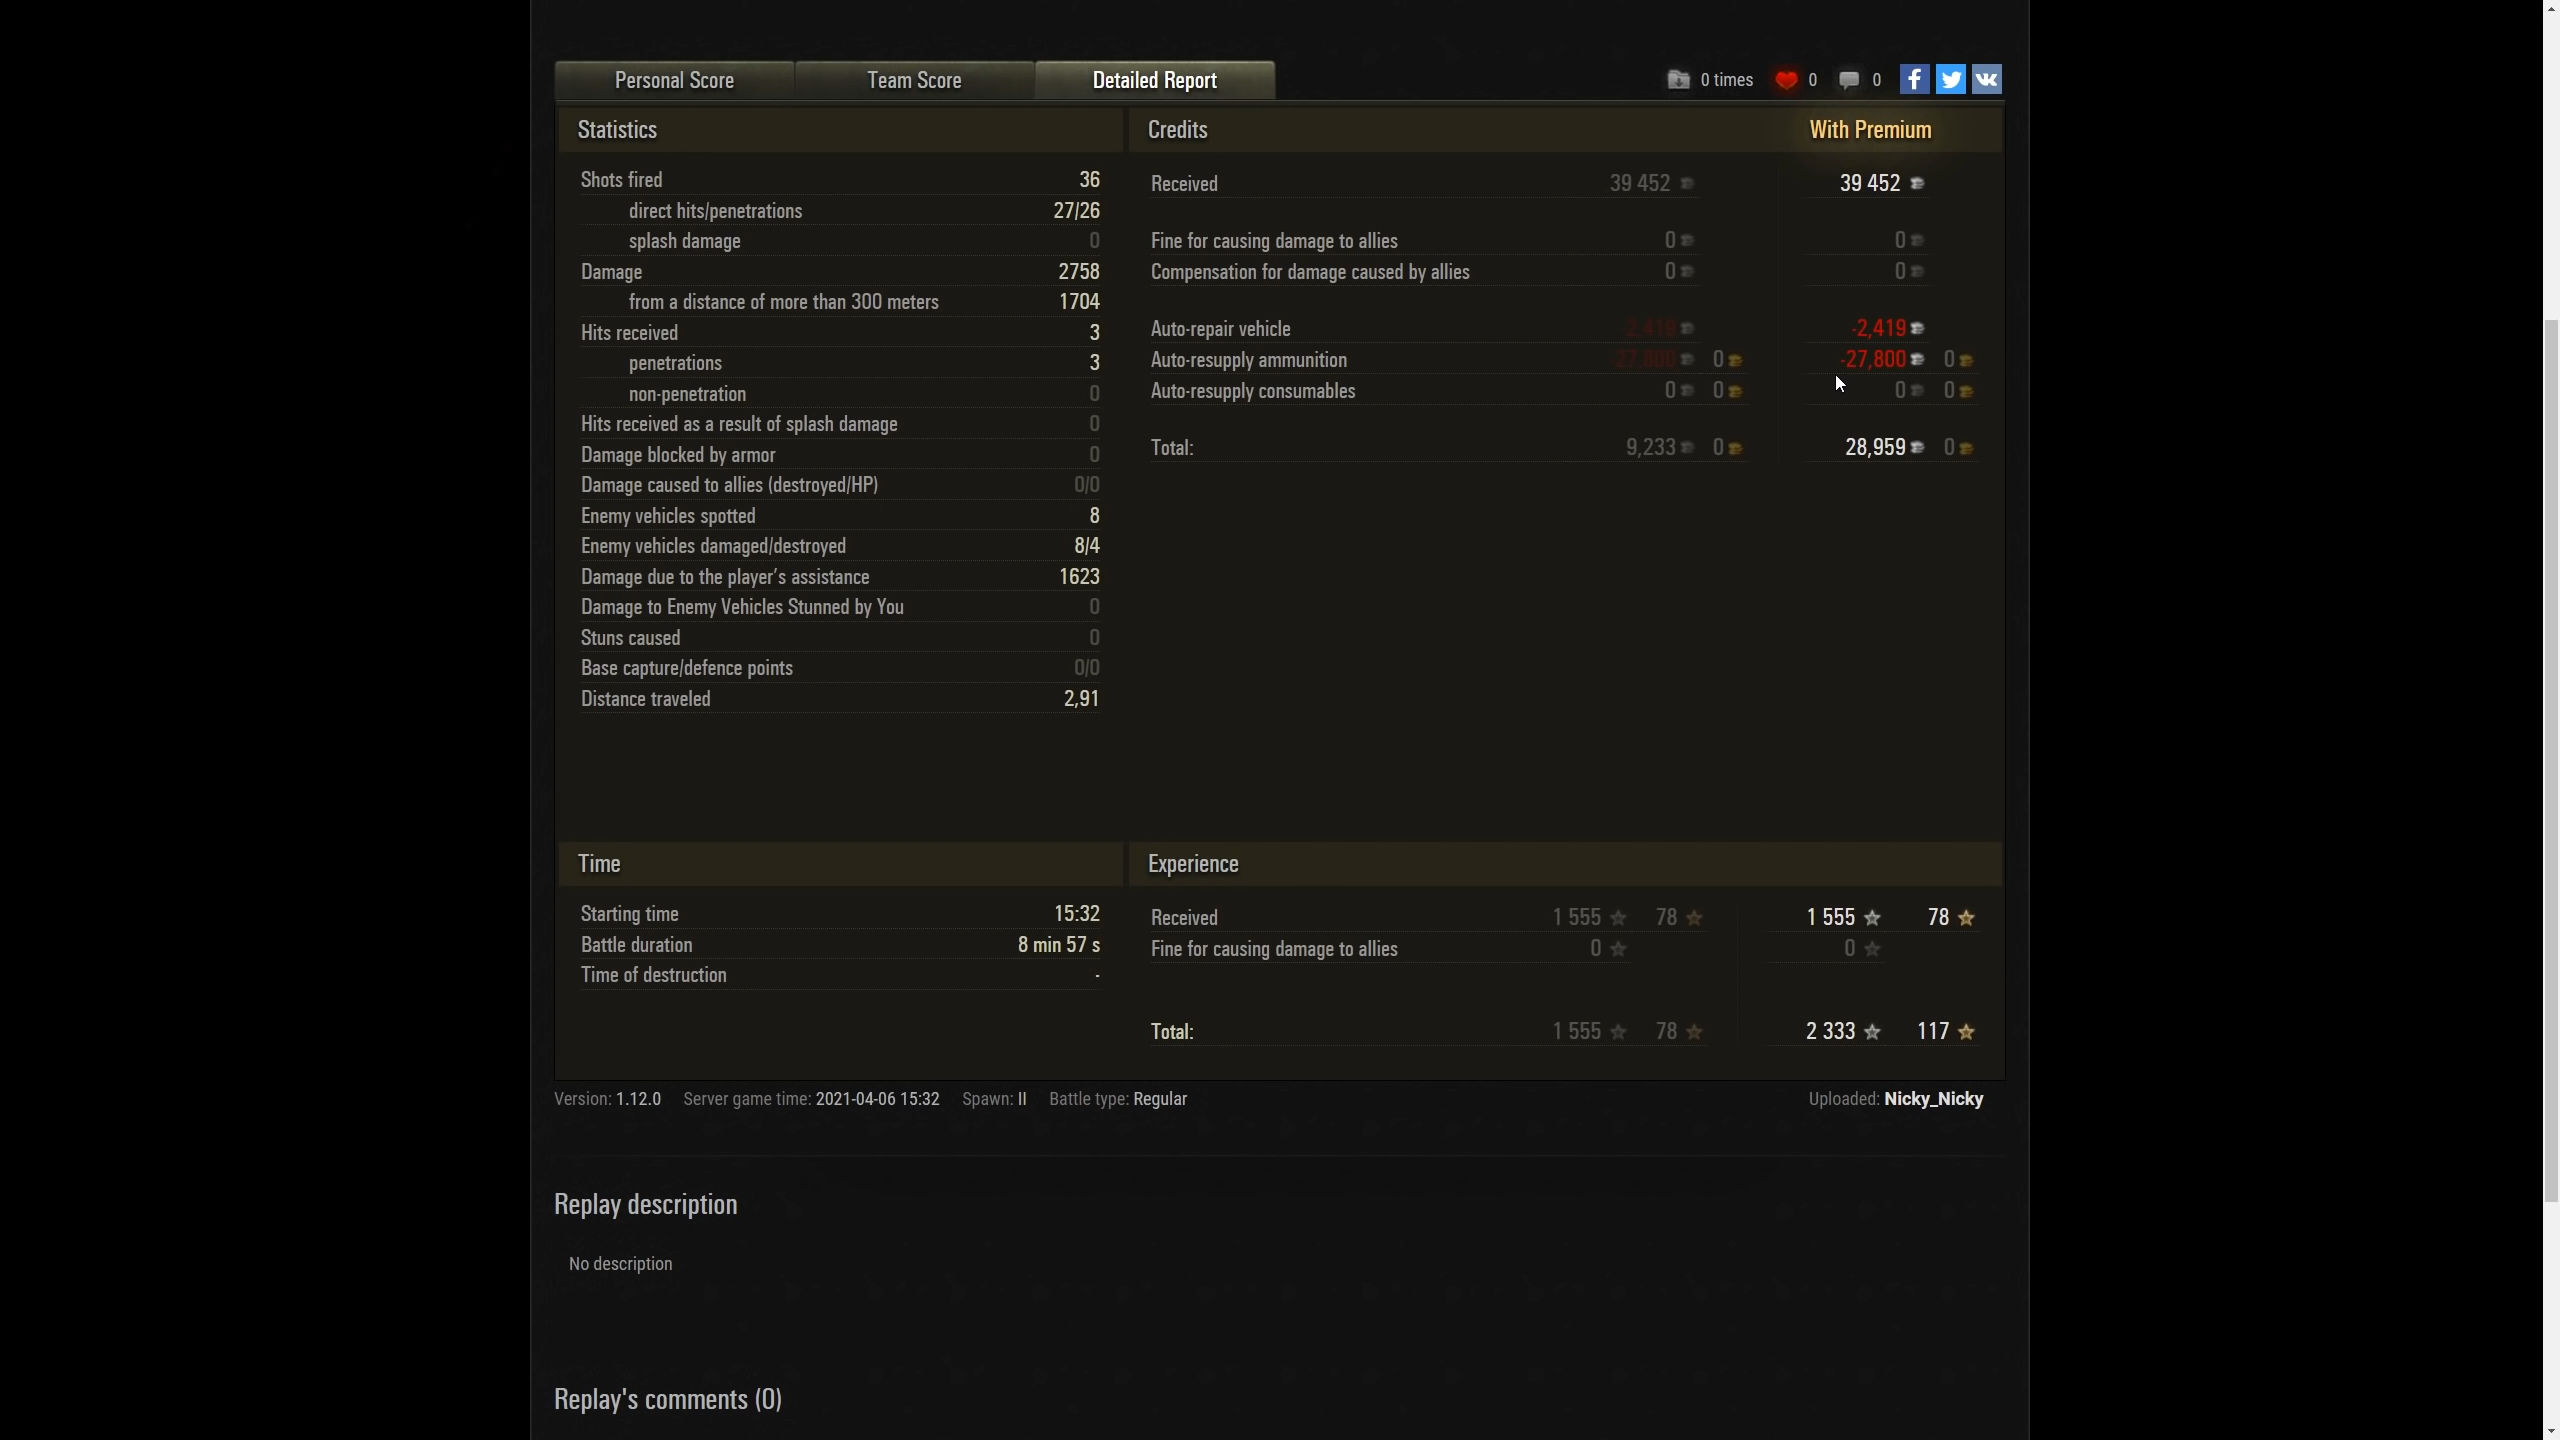 Personal Score Team Score Detailed Report 0 times 0 0
Statistics
Shots fired 36
direct hits/penetrations 27/26
splash damage 0
Damage 2758
from a distance of more than 300 meters 1704
Hits received 3
penetrations 3
non-penetration 0
Hits received as a result of splash damage 0
Damage blocked by armor 0
Damage caused to allies (destroyed/HP) 0/0
Enemy vehicles spotted 8
Enemy vehicles damaged/destroyed 8/4
Damage due to the player's assistance 1623
Damage to Enemy Vehicles Stunned by You 0
Stuns caused 0
Base capture/defence points 0/0
Distance traveled 2,91
Credits With Premium
Received 39 452 39 452
Fine for causing damage to allies 0 0
Compensation for damage caused by allies 0 0
Auto-repair vehicle -2,419 -2,419
Auto-resupply ammunition -27,800 0 -27,800 0
Auto-resupply consumables 0 0 0 0
Total: 9,233 0 28,959 0
Time
Starting time 15:32
Battle duration 8 min 57 s
Time of destruction -
Experience
Received 1 555 78 1 555 78
Fine for causing damage to allies 0 0
Total: 1 555 78 2 333 117
Version: 1.12.0 Server game time: 2021-04-06 15:32 Spawn: II Battle type: Regular Uploaded: Nicky_Nicky
Replay description
No description
Replay's comments (0)